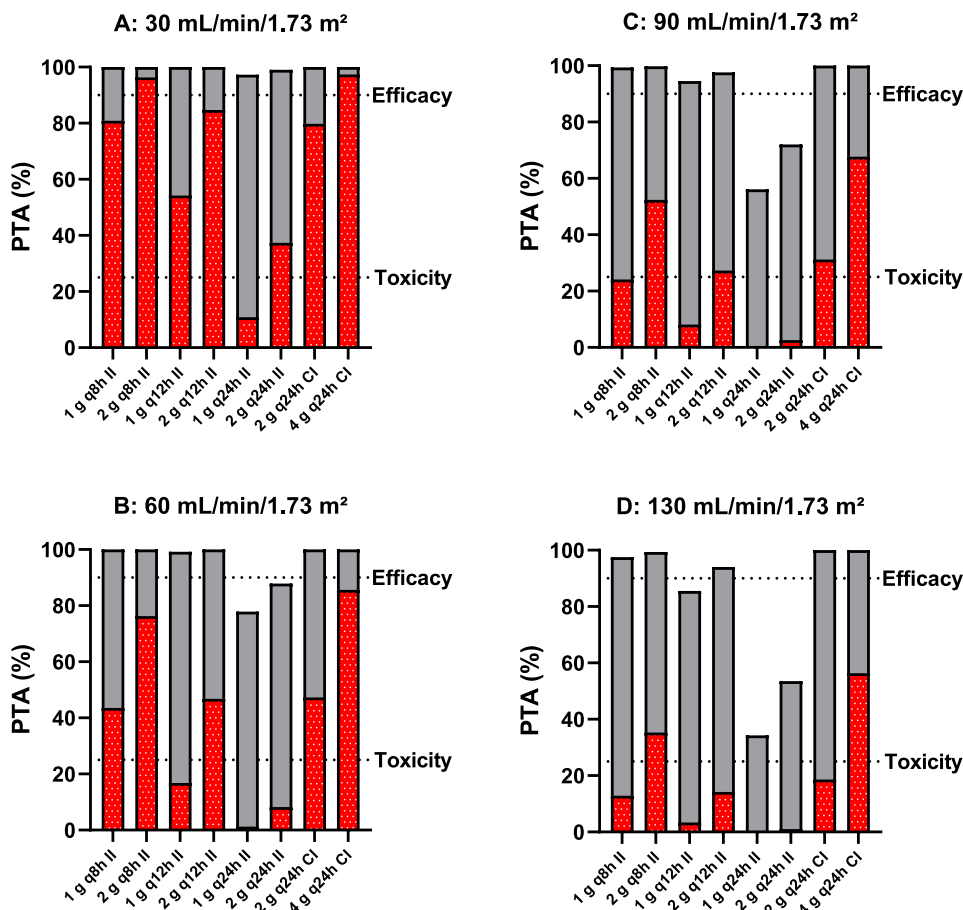 A: 30 mL/min/1.73 m²
100
80
60
40
20
0
PTA (%)
Efficacy
Toxicity
1 g q8h II
2 g q8h II
1 g q12h II
2 g q12h II
1 g q24h II
2 g q24h II
2 g q24h CI
4 g q24h CI
C: 90 mL/min/1.73 m²
100
80
60
40
20
0
PTA (%)
Efficacy
Toxicity
1 g q8h II
2 g q8h II
1 g q12h II
2 g q12h II
1 g q24h II
2 g q24h II
2 g q24h CI
4 g q24h CI
B: 60 mL/min/1.73 m²
100
80
60
40
20
0
PTA (%)
Efficacy
Toxicity
1 g q8h II
2 g q8h II
1 g q12h II
2 g q12h II
1 g q24h II
2 g q24h II
2 g q24h CI
4 g q24h CI
D: 130 mL/min/1.73 m²
100
80
60
40
20
0
PTA (%)
Efficacy
Toxicity
1 g q8h II
2 g q8h II
1 g q12h II
2 g q12h II
1 g q24h II
2 g q24h II
2 g q24h CI
4 g q24h CI